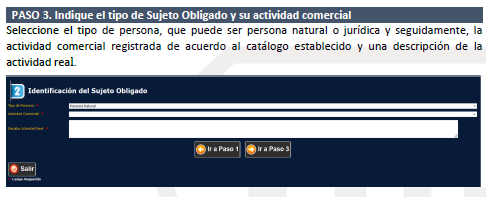 PASO 3. Indique el tipo de Sujeto Obligado y su actividad comercial
Seleccione el tipo de persona, que puede ser persona natural o jurídica y seguidamente, la
actividad comercial registrada de acuerdo al catálogo establecido y una descripción de la
actividad real.
2 Identificación del Sujeto Obligado
Tipo de Persona: *
Persona Natural
Actividad Comercial: *
Detalle Actividad Real: *
Ir a Paso 1
Ir a Paso 3
Salir
Campo Requerido